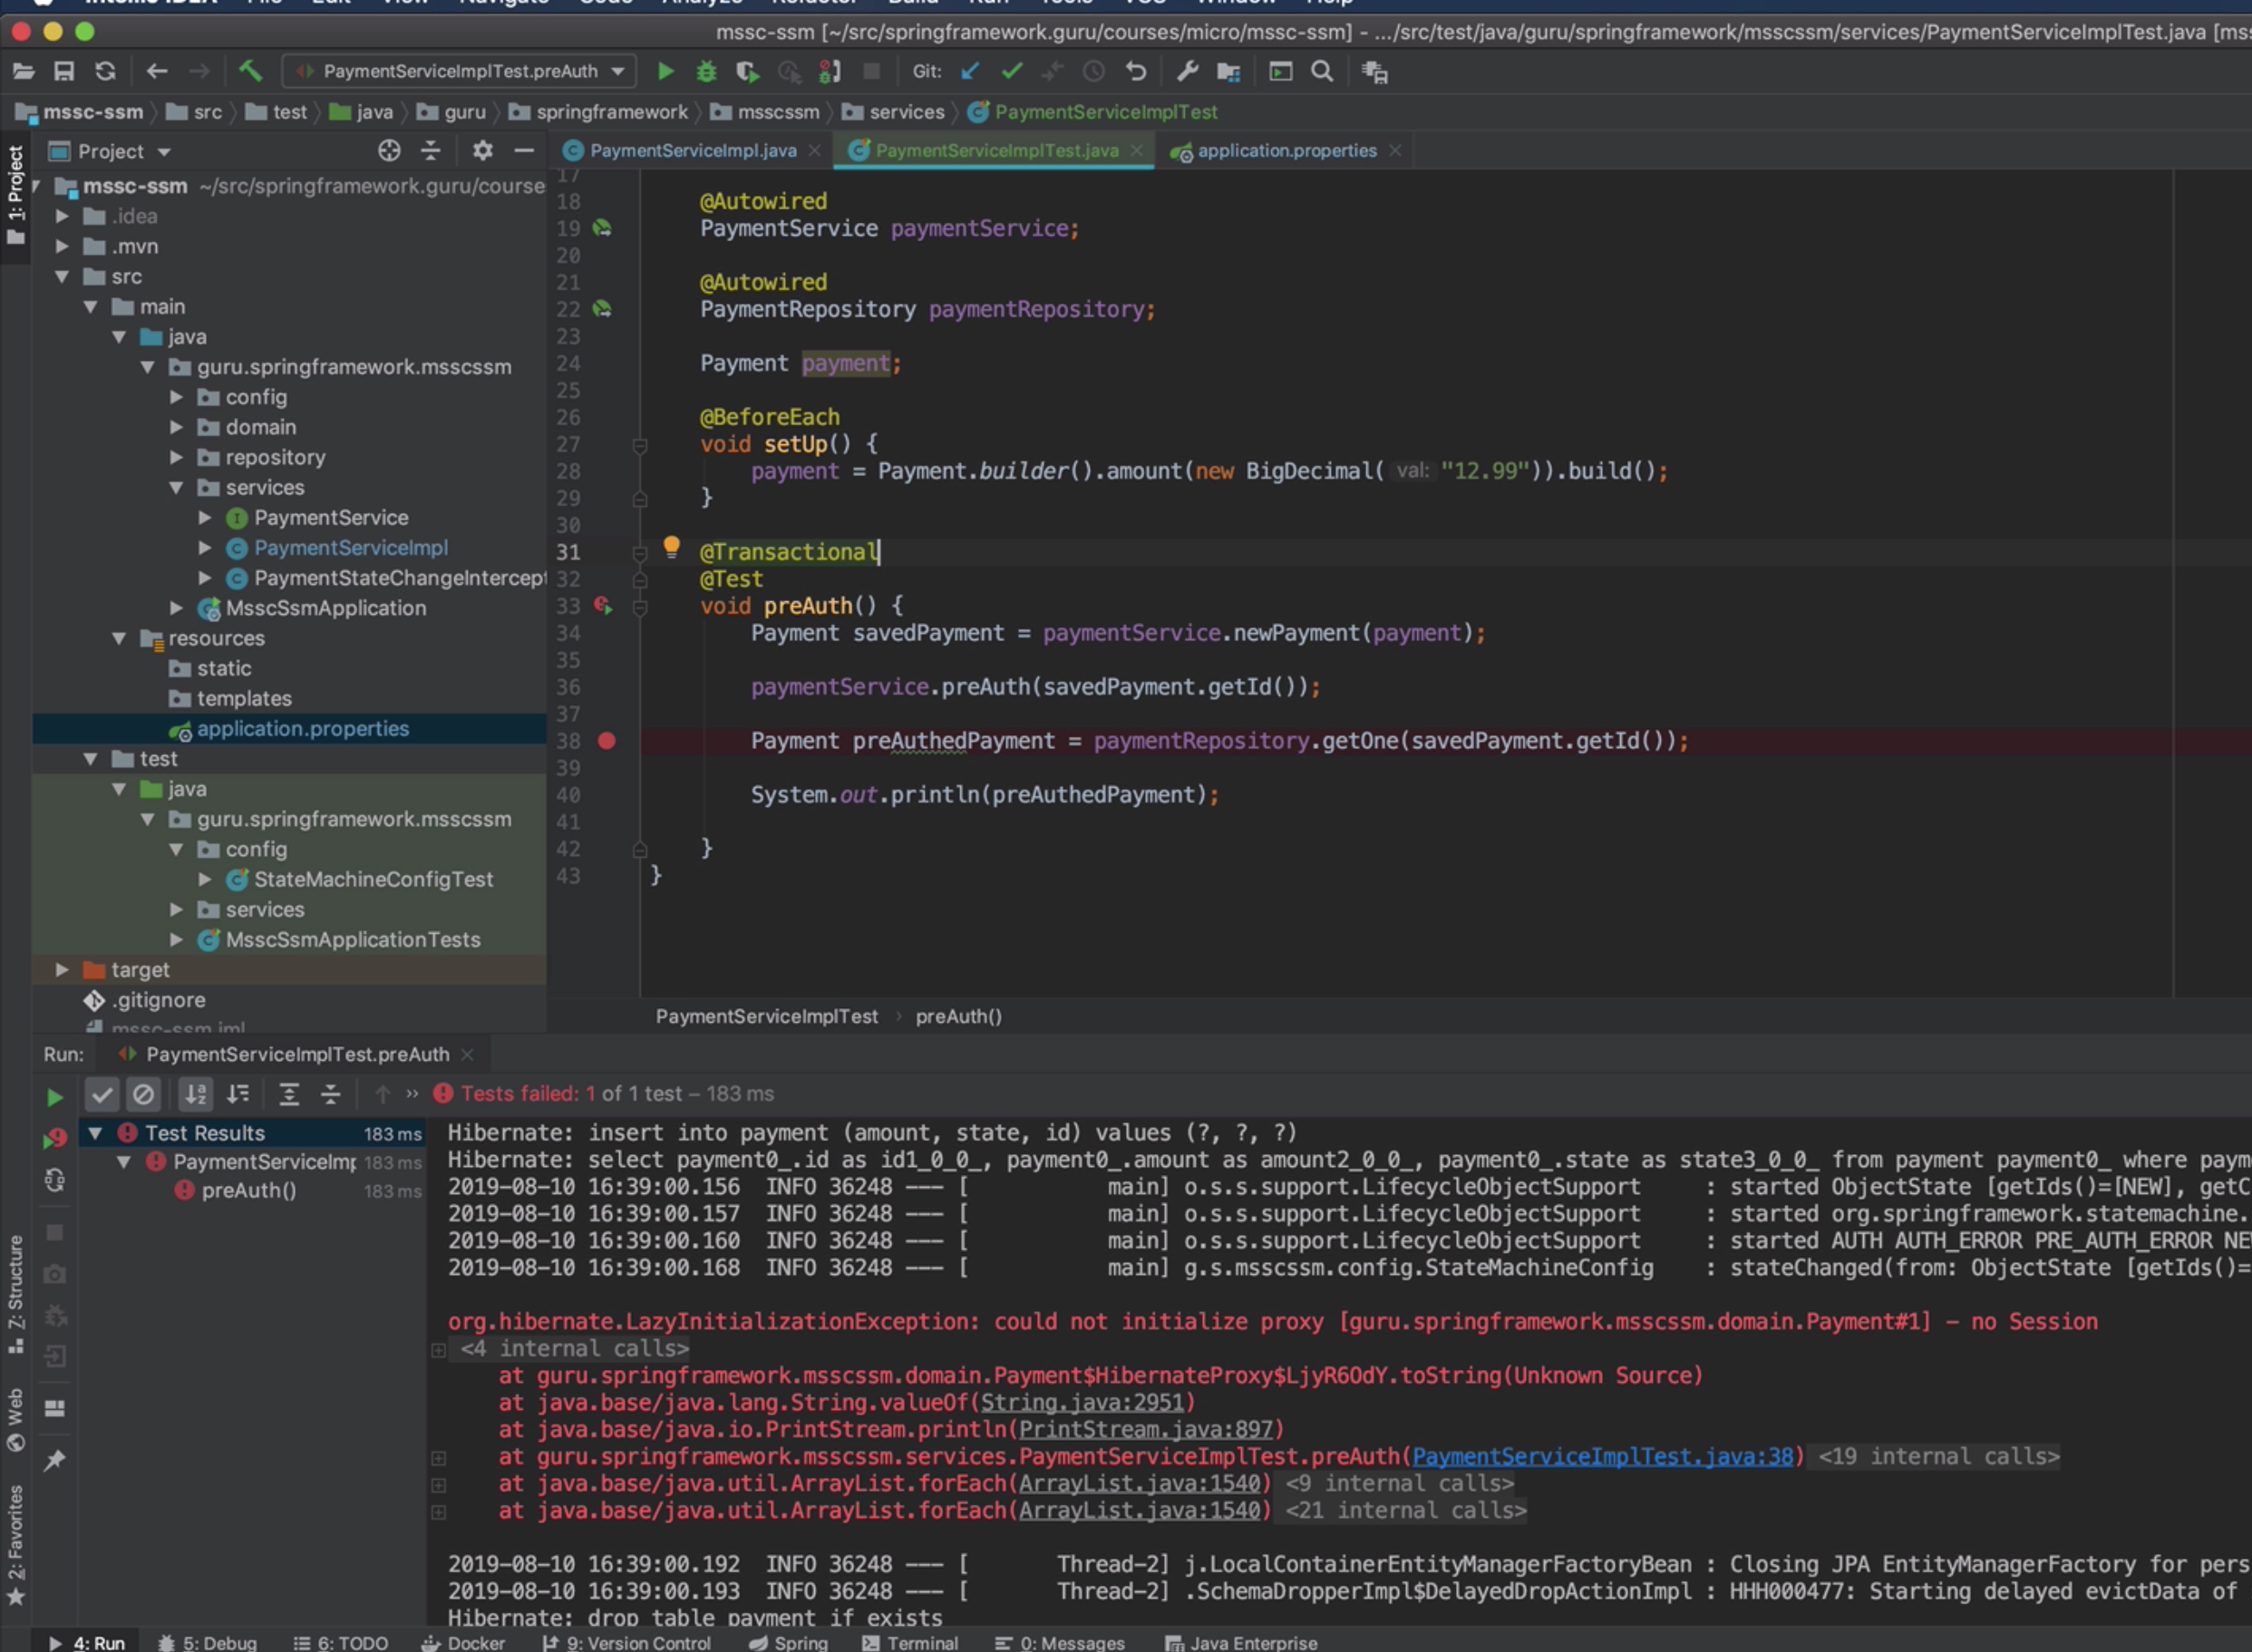 mssc-ssm [~/src/springframework.guru/courses/micro/mssc-ssm] - .../src/test/java/guru/springframework/msscssm/services/PaymentServiceImplTest.java
PaymentServiceImplTest.preAuth
Git:
mssc-ssm src test java guru springframework msscssm services PaymentServiceImplTest
1: Project
Project
PaymentServiceImpl.java
PaymentServiceImplTest.java
application.properties
mssc-ssm ~/src/springframework.guru/course
.idea
.mvn
src
main
java
guru.springframework.msscssm
config
domain
repository
services
PaymentService
PaymentServiceImpl
PaymentStateChangeIntercept
MsscSsmApplication
resources
static
templates
application.properties
test
java
guru.springframework.msscssm
config
StateMachineConfigTest
services
MsscSsmApplicationTests
target
.gitignore
mssc-ssm.iml
17
18 @Autowired
19 PaymentService paymentService;
20
21 @Autowired
22 PaymentRepository paymentRepository;
23
24 Payment payment;
25
26 @BeforeEach
27 void setUp() {
28 payment = Payment.builder().amount(new BigDecimal( val: "12.99")).build();
29 }
30
31 @Transactional
32 @Test
33 void preAuth() {
34 Payment savedPayment = paymentService.newPayment(payment);
35
36 paymentService.preAuth(savedPayment.getId());
37
38 Payment preAuthedPayment = paymentRepository.getOne(savedPayment.getId());
39
40 System.out.println(preAuthedPayment);
41
42 }
43 }
PaymentServiceImplTest › preAuth()
Run: PaymentServiceImplTest.preAuth
» Tests failed: 1 of 1 test – 183 ms
Test Results 183 ms
PaymentServiceImp 183 ms
preAuth() 183 ms
Hibernate: insert into payment (amount, state, id) values (?, ?, ?)
Hibernate: select payment0_.id as id1_0_0_, payment0_.amount as amount2_0_0_, payment0_.state as state3_0_0_ from payment payment0_ where paym
2019-08-10 16:39:00.156 INFO 36248 --- [ main] o.s.s.support.LifecycleObjectSupport : started ObjectState [getIds()=[NEW], getC
2019-08-10 16:39:00.157 INFO 36248 --- [ main] o.s.s.support.LifecycleObjectSupport : started org.springframework.statemachine.
2019-08-10 16:39:00.160 INFO 36248 --- [ main] o.s.s.support.LifecycleObjectSupport : started AUTH AUTH_ERROR PRE_AUTH_ERROR NE
2019-08-10 16:39:00.168 INFO 36248 --- [ main] g.s.msscssm.config.StateMachineConfig : stateChanged(from: ObjectState [getIds()=
org.hibernate.LazyInitializationException: could not initialize proxy [guru.springframework.msscssm.domain.Payment#1] – no Session
<4 internal calls>
at guru.springframework.msscssm.domain.Payment$HibernateProxy$LjyR6OdY.toString(Unknown Source)
at java.base/java.lang.String.valueOf(String.java:2951)
at java.base/java.io.PrintStream.println(PrintStream.java:897)
at guru.springframework.msscssm.services.PaymentServiceImplTest.preAuth(PaymentServiceImplTest.java:38) <19 internal calls>
at java.base/java.util.ArrayList.forEach(ArrayList.java:1540) <9 internal calls>
at java.base/java.util.ArrayList.forEach(ArrayList.java:1540) <21 internal calls>
2019-08-10 16:39:00.192 INFO 36248 --- [ Thread-2] j.LocalContainerEntityManagerFactoryBean : Closing JPA EntityManagerFactory for pers
2019-08-10 16:39:00.193 INFO 36248 --- [ Thread-2] .SchemaDropperImpl$DelayedDropActionImpl : HHH000477: Starting delayed evictData of
Hibernate: drop table payment if exists
Z: Structure
Web
2: Favorites
4: Run 5: Debug 6: TODO Docker 9: Version Control Spring Terminal 0: Messages Java Enterprise